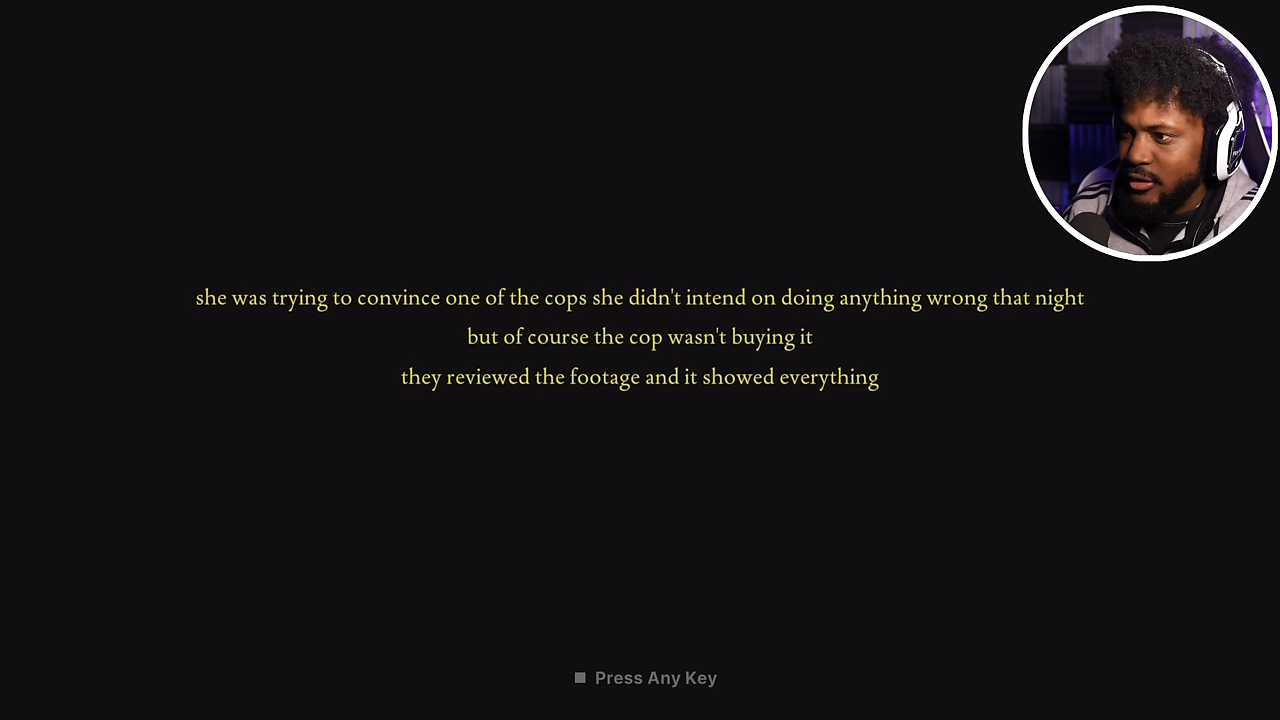 she was trying to convince one of the cops she didn't intend on doing anything wrong that night
but of course the cop wasn't buying it
they reviewed the footage and it showed everything
Press Any Key